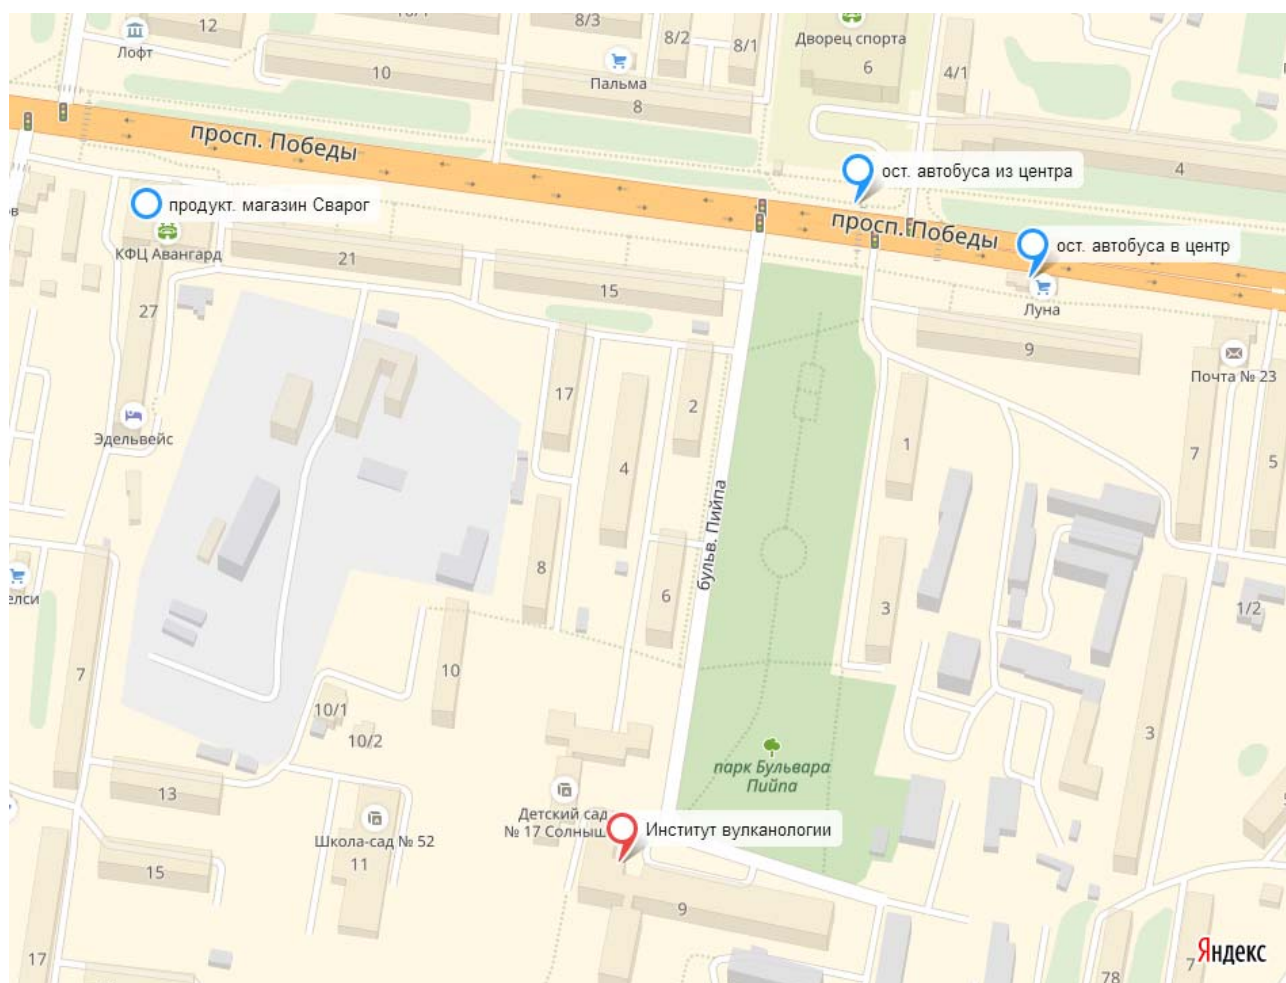 12
10/1
8/3
8/2
8/1
Дворец спорта
6
4/1
Лофт
10
Пальма
8
4
просп. Победы
ост. автобуса из центра
продукт. магазин Сварог
просп. Победы
ост. автобуса в центр
КФЦ Авангард
21
15
Луна
27
9
Почта № 23
17
2
Эдельвейс
4
1
7
5
бульв. Пийпа
8
6
3
1/2
елси
7
10
10/1
10/2
3
парк Бульвара
Пийпа
13
Детский сад
№ 17 Солныш
Институт вулканологии
Школа-сад № 52
11
15
9
17
78
7
Яндекс